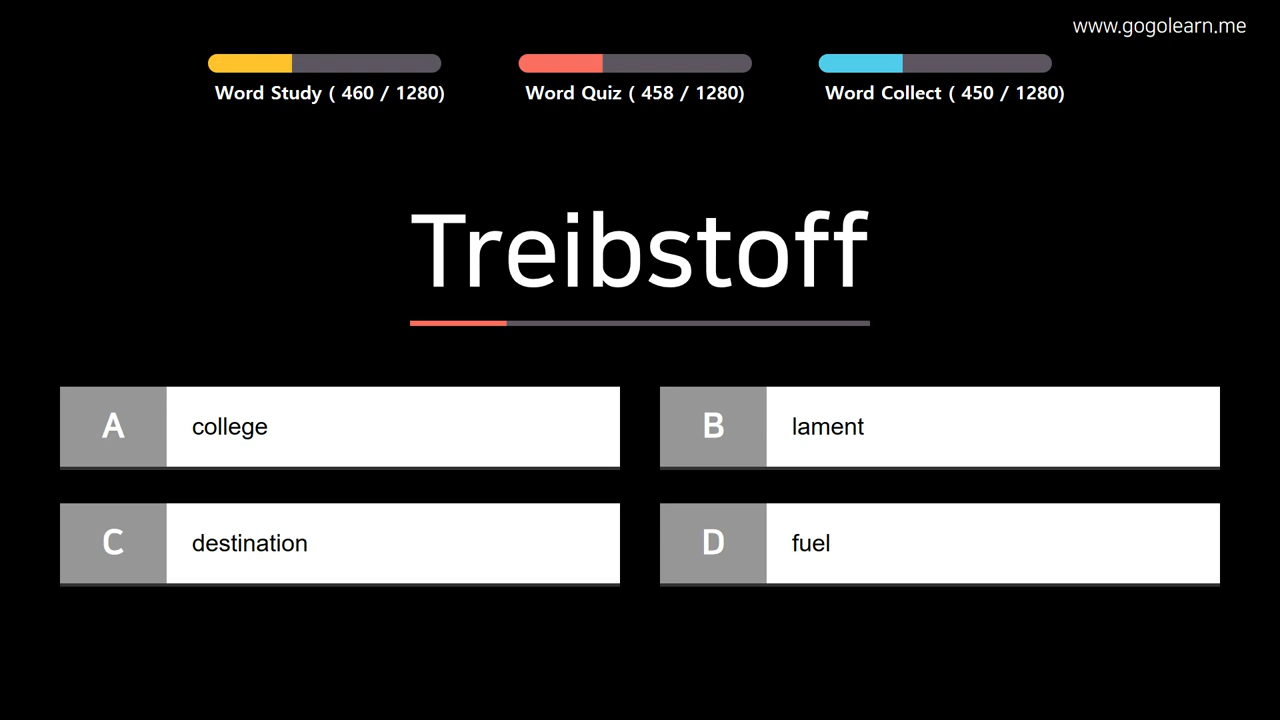 www.gogolearn.me
Word Study ( 460 / 1280)
Word Quiz ( 458 / 1280)
Word Collect ( 450 / 1280)
Treibstoff
A college
B lament
C destination
D fuel